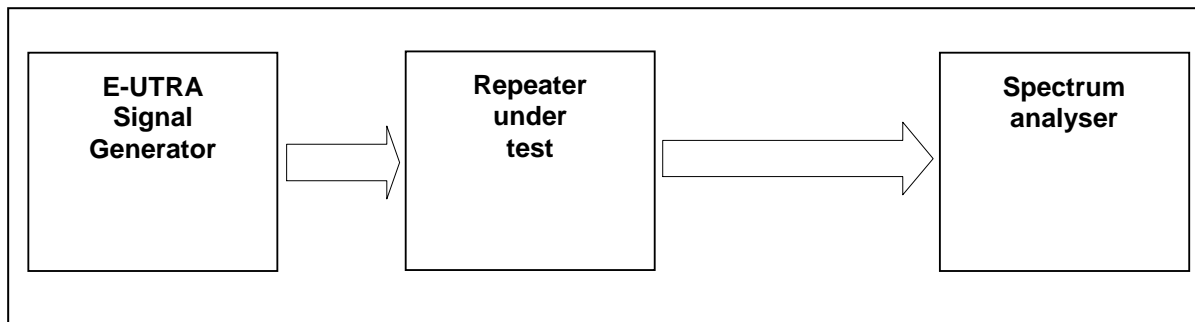 E-UTRA
Signal
Generator
Repeater
under
test
Spectrum
analyser